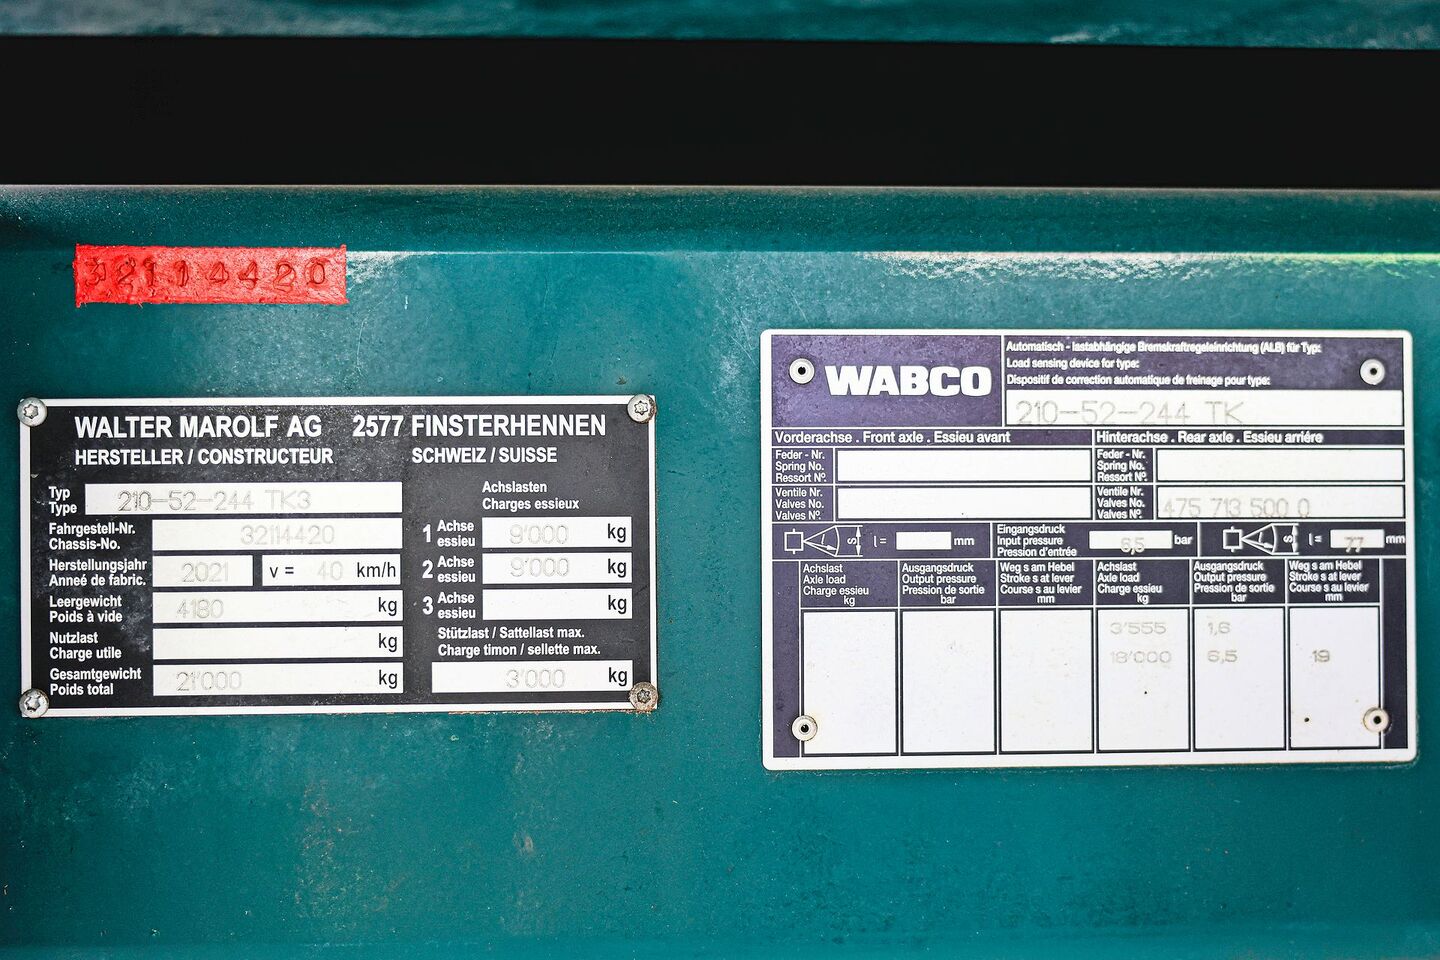 32114420
WALTER MAROLF AG 2577 FINSTERHENNEN
HERSTELLER / CONSTRUCTEUR SCHWEIZ / SUISSE
Typ
Type
210-52-244 TK3
Fahrgestell-Nr.
Chassis-No.
32114420
Herstellungsjahr
Anneé de fabric.
2021 v = 40 km/h
Leergewicht
Poids à vide
4180 kg
Nutzlast
Charge utile
kg
Gesamtgewicht
Poids total
21'000 kg
Achslasten
Charges essieux
1 Achse
essieu
9'000 kg
2 Achse
essieu
9'000 kg
3 Achse
essieu
kg
Stützlast / Sattellast max.
Charge timon / sellette max.
3'000 kg
WABCO
Automatisch - lastabhängige Bremskraftregeleinrichtung (ALB) für Typ:
Load sensing device for type:
Dispositif de correction automatique de freinage pour type:
210-52-244 TK
Vorderachse . Front axle . Essieu avant
Hinterachse . Rear axle . Essieu arriére
Feder - Nr.
Spring No.
Ressort Nº.
Feder - Nr.
Spring No.
Ressort Nº.
Ventile Nr.
Valves No.
Valves Nº.
Ventile Nr.
Valves No.
Valves Nº.
475 713 500 0
S
l = mm
Eingangsdruck
Input pressure
Pression d'entrée
6,5 bar
S
l = 77 mm
Achslast
Axle load
Charge essieu
kg
Ausgangsdruck
Output pressure
Pression de sortie
bar
Weg s am Hebel
Stroke s at lever
Course s au levier
mm
Achslast
Axle load
Charge essieu
kg
Ausgangsdruck
Output pressure
Pression de sortie
bar
Weg s am Hebel
Stroke s at lever
Course s au levier
mm
3'555 1,6
18'000 6,5 19